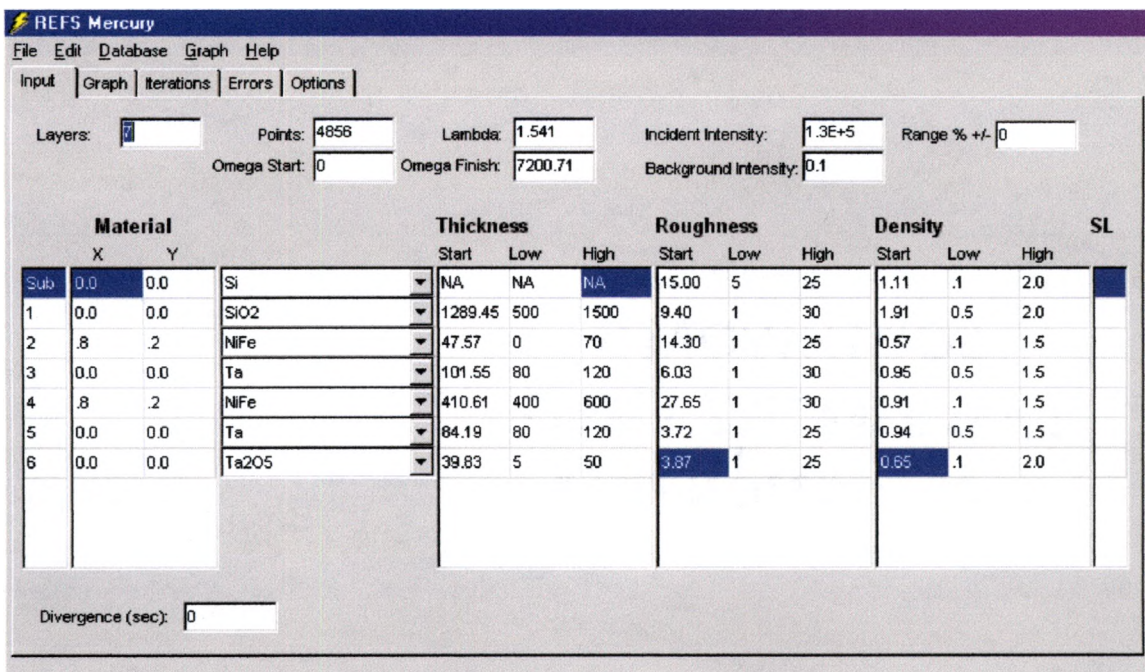 REFS Mercury
File Edit Database Graph Help
Input Graph Iterations Errors Options
Layers: 7 Points: 4856 Lambda: 1.541 Incident Intensity: 1.3E+5 Range % +/- 0
Omega Start: 0 Omega Finish: 7200.71 Background Intensity: 0.1
Material Thickness Roughness Density SL
X Y Start Low High Start Low High Start Low High
Sub 0.0 0.0 Si NA NA NA 15.00 5 25 1.11 .1 2.0
1 0.0 0.0 SiO2 1289.45 500 1500 9.40 1 30 1.91 0.5 2.0
2 .8 .2 NiFe 47.57 0 70 14.30 1 25 0.57 .1 1.5
3 0.0 0.0 Ta 101.55 80 120 6.03 1 30 0.95 0.5 1.5
4 .8 .2 NiFe 410.61 400 600 27.65 1 30 0.91 .1 1.5
5 0.0 0.0 Ta 84.19 80 120 3.72 1 25 0.94 0.5 1.5
6 0.0 0.0 Ta2O5 39.83 5 50 3.87 1 25 0.65 .1 2.0
Divergence (sec): 0